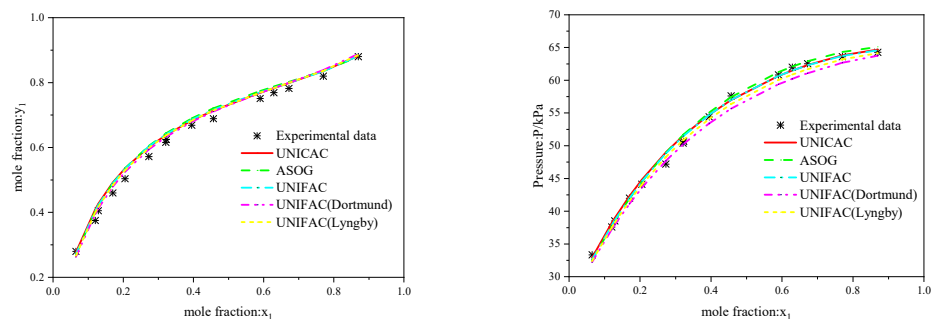 mole fraction:y1
1.0
0.8
0.6
0.4
0.2
0.0 0.2 0.4 0.6 0.8 1.0
mole fraction:x1
Experimental data
UNICAC
ASOG
UNIFAC
UNIFAC(Dortmund)
UNIFAC(Lyngby)
Pressure:P/kPa
65
60
55
50
45
40
35
30
0.0 0.2 0.4 0.6 0.8 1.0
mole fraction:x1
Experimental data
UNICAC
ASOG
UNIFAC
UNIFAC(Dortmund)
UNIFAC(Lyngby)